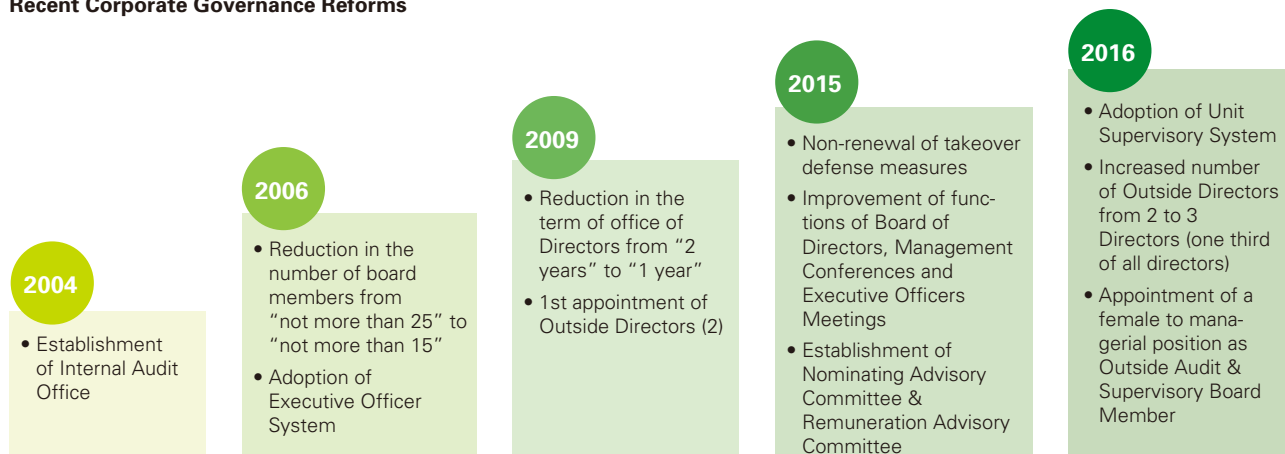 Recent Corporate Governance Reforms
2004
• Establishment
of Internal Audit
Office
2006
• Reduction in the
number of board
members from
“not more than 25” to
“not more than 15”
• Adoption of
Executive Officer
System
2009
• Reduction in the
term of office of
Directors from “2
years” to “1 year”
• 1st appointment of
Outside Directors (2)
2015
• Non-renewal of takeover
defense measures
• Improvement of func-
tions of Board of
Directors, Management
Conferences and
Executive Officers
Meetings
• Establishment of
Nominating Advisory
Committee &
Remuneration Advisory
Committee
2016
• Adoption of Unit
Supervisory System
• Increased number
of Outside Directors
from 2 to 3
Directors (one third
of all directors)
• Appointment of a
female to mana-
gerial position as
Outside Audit &
Supervisory Board
Member